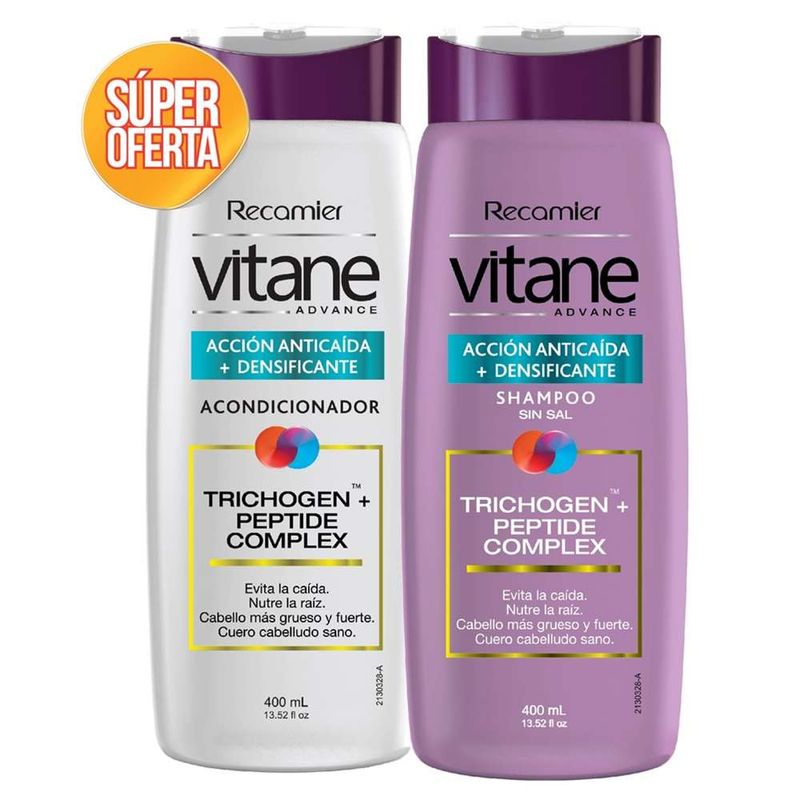 SÚPER
OFERTA
Recamier
vitane
ADVANCE
ACCIÓN ANTICAÍDA
+ DENSIFICANTE
ACONDICIONADOR
TRICHOGEN™ +
PEPTIDE
COMPLEX
Evita la caída.
Nutre la raíz.
Cabello más grueso y fuerte.
Cuero cabelludo sano.
400 mL
13.52 fl oz
2130328-A
Recamier
vitane
ADVANCE
ACCIÓN ANTICAÍDA
+ DENSIFICANTE
SHAMPOO
SIN SAL
TRICHOGEN™ +
PEPTIDE
COMPLEX
Evita la caída.
Nutre la raíz.
Cabello más grueso y fuerte.
Cuero cabelludo sano.
400 mL
13.52 fl oz
2130328-A